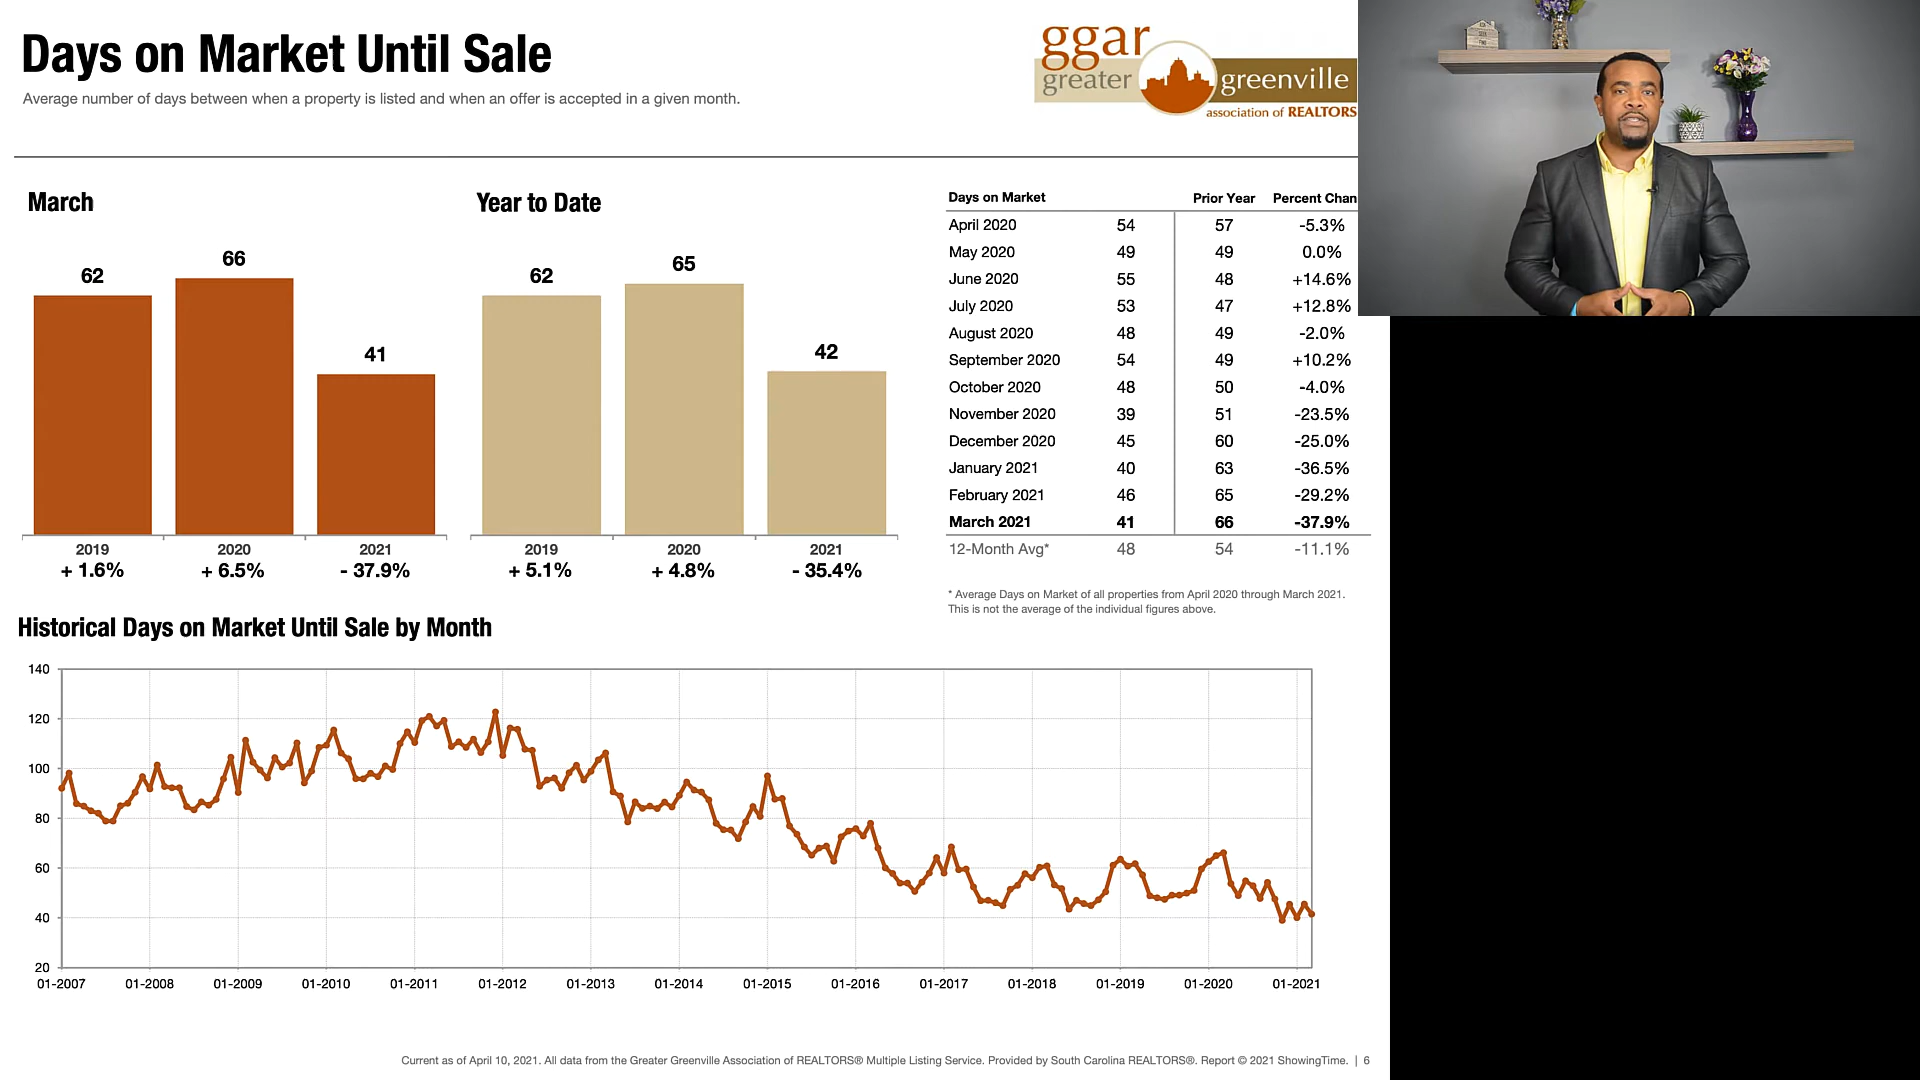 Days on Market Until Sale
Average number of days between when a property is listed and when an offer is accepted in a given month.
ggar
greater greenville
association of REALTORS
March
62 66 41
2019 2020 2021
+ 1.6% + 6.5% - 37.9%
Year to Date
62 65 42
2019 2020 2021
+ 5.1% + 4.8% - 35.4%
Days on Market Prior Year Percent Chan
April 2020 54 57 -5.3%
May 2020 49 49 0.0%
June 2020 55 48 +14.6%
July 2020 53 47 +12.8%
August 2020 48 49 -2.0%
September 2020 54 49 +10.2%
October 2020 48 50 -4.0%
November 2020 39 51 -23.5%
December 2020 45 60 -25.0%
January 2021 40 63 -36.5%
February 2021 46 65 -29.2%
March 2021 41 66 -37.9%
12-Month Avg* 48 54 -11.1%
* Average Days on Market of all properties from April 2020 through March 2021.
This is not the average of the individual figures above.
Historical Days on Market Until Sale by Month
140
120
100
80
60
40
20
01-2007 01-2008 01-2009 01-2010 01-2011 01-2012 01-2013 01-2014 01-2015 01-2016 01-2017 01-2018 01-2019 01-2020 01-2021
Current as of April 10, 2021. All data from the Greater Greenville Association of REALTORS® Multiple Listing Service. Provided by South Carolina REALTORS®. Report © 2021 ShowingTime. | 6